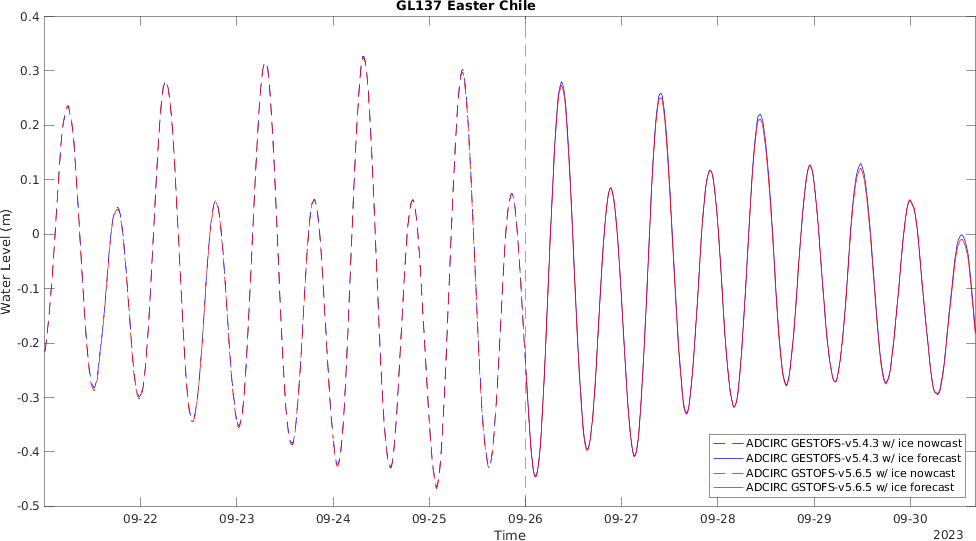 GL137 Easter Chile
0.4
0.3
0.2
0.1
0
-0.1
-0.2
-0.3
-0.4
-0.5
Water Level (m)
ADCIRC GESTOFS-v5.4.3 w/ ice nowcast
ADCIRC GESTOFS-v5.4.3 w/ ice forecast
ADCIRC GSTOFS-v5.6.5 w/ ice nowcast
ADCIRC GSTOFS-v5.6.5 w/ ice forecast
09-22 09-23 09-24 09-25 09-26 09-27 09-28 09-29 09-30
Time
2023